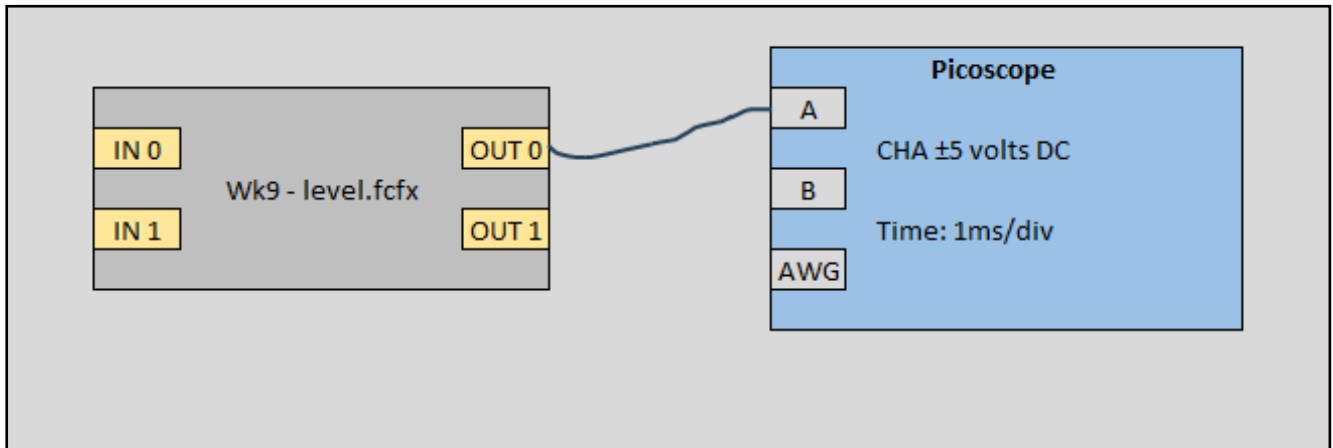 IN 0
IN 1
Wk9 - level.fcfx
OUT 0
OUT 1
Picoscope
A
B
AWG
CHA ±5 volts DC
Time: 1ms/div